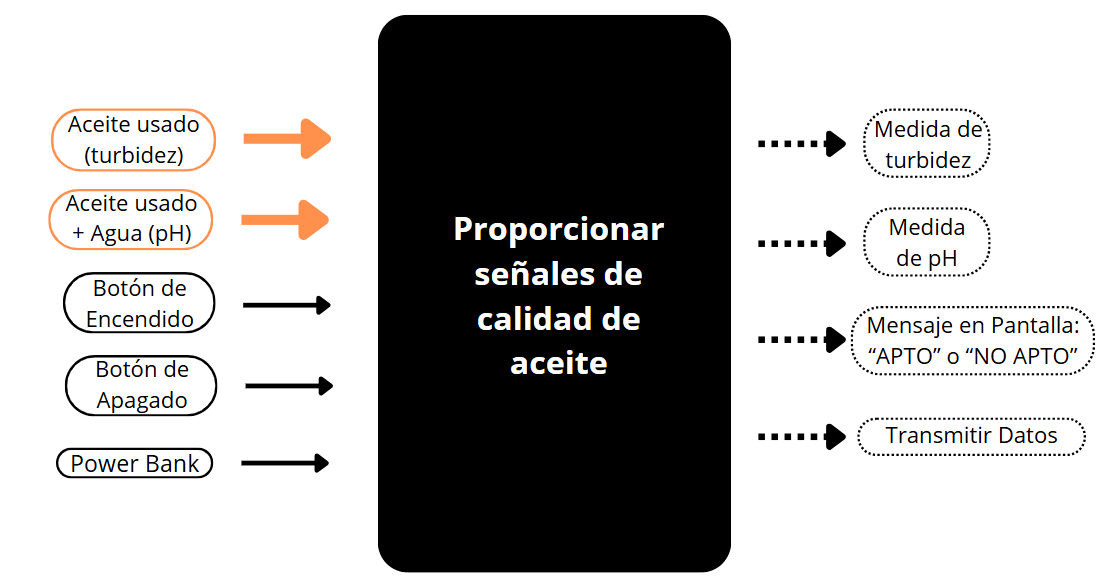 Aceite usado
(turbidez)
Aceite usado
+ Agua (pH)
Botón de
Encendido
Botón de
Apagado
Power Bank
Proporcionar
señales de
calidad de
aceite
Medida de
turbidez
Medida
de pH
Mensaje en Pantalla:
“APTO” o “NO APTO”
Transmitir Datos